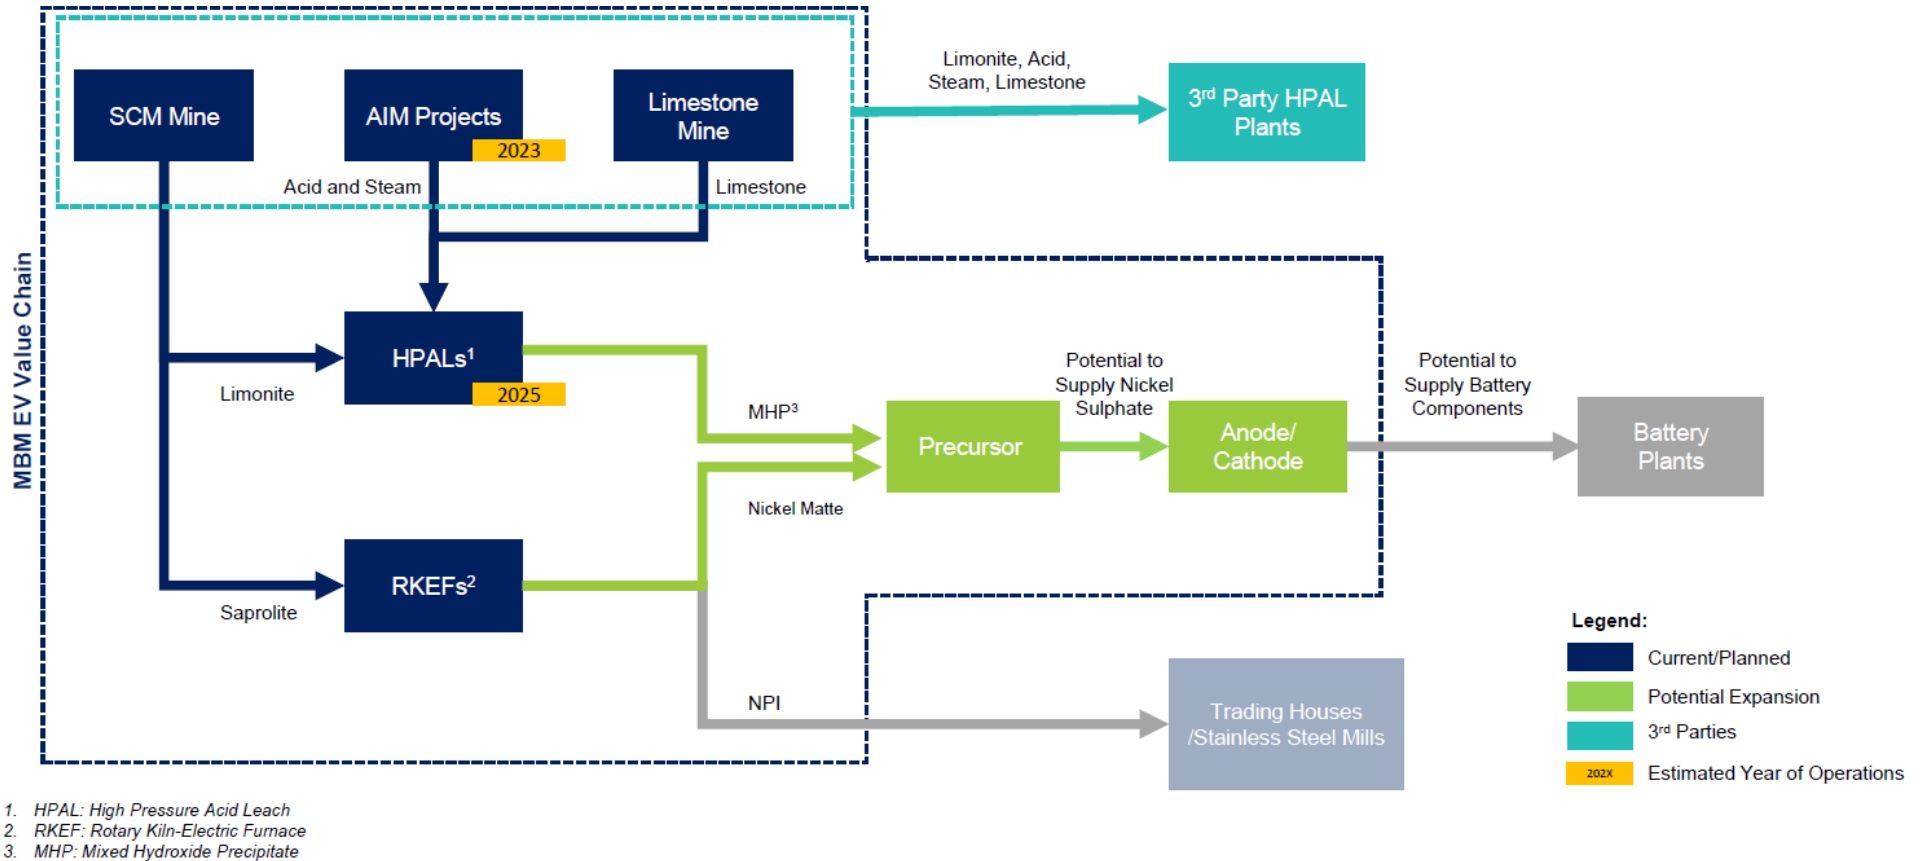 MBM EV Value Chain
SCM Mine
AIM Projects
2023
Limestone
Mine
Limonite, Acid,
Steam, Limestone
3rd Party HPAL
Plants
Acid and Steam
Limestone
HPALs1
2025
Limonite
MHP3
Nickel Matte
Precursor
Potential to
Supply Nickel
Sulphate
Anode/
Cathode
Potential to
Supply Battery
Components
Battery
Plants
RKEFs2
Saprolite
NPI
Trading Houses
/Stainless Steel Mills
Legend:
Current/Planned
Potential Expansion
3rd Parties
202X Estimated Year of Operations
1. HPAL: High Pressure Acid Leach
2. RKEF: Rotary Kiln-Electric Furnace
3. MHP: Mixed Hydroxide Precipitate